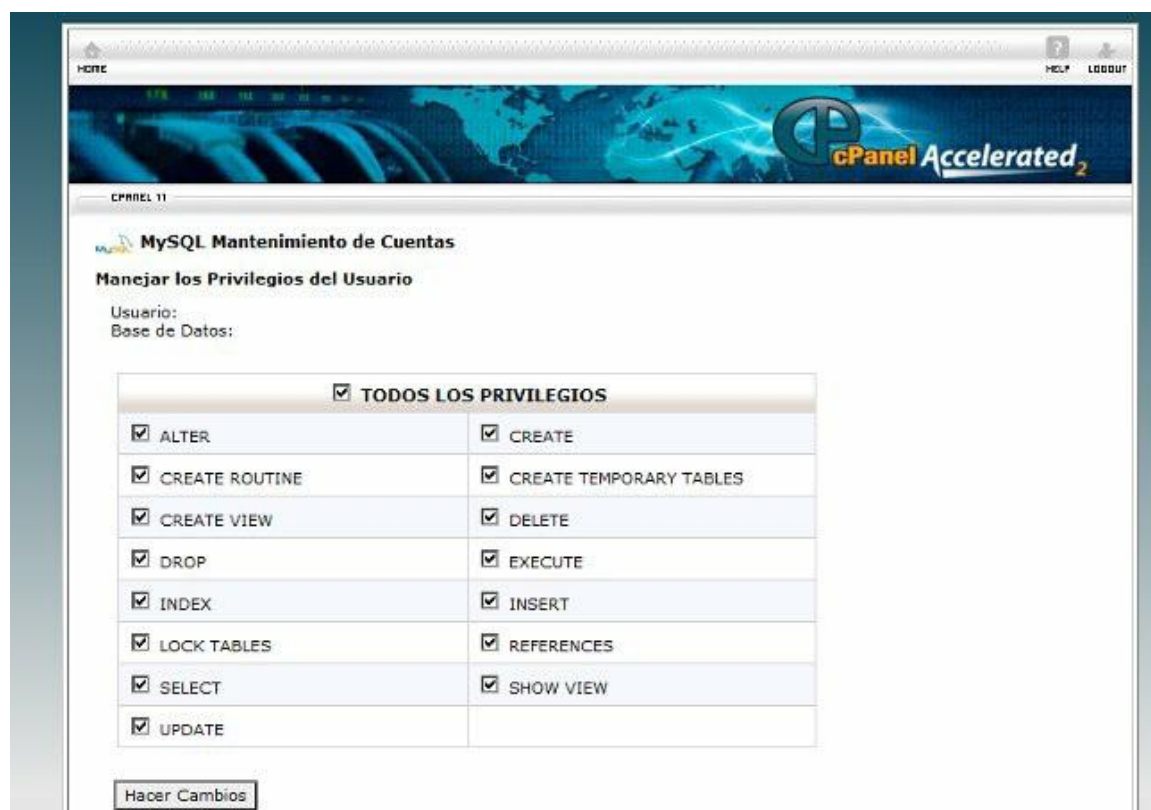 HOME
HELP LOGOUT
cPanel Accelerated2
CPANEL 11
MySQL MySQL Mantenimiento de Cuentas
Manejar los Privilegios del Usuario
Usuario:
Base de Datos:
TODOS LOS PRIVILEGIOS
ALTER CREATE
CREATE ROUTINE CREATE TEMPORARY TABLES
CREATE VIEW DELETE
DROP EXECUTE
INDEX INSERT
LOCK TABLES REFERENCES
SELECT SHOW VIEW
UPDATE
Hacer Cambios